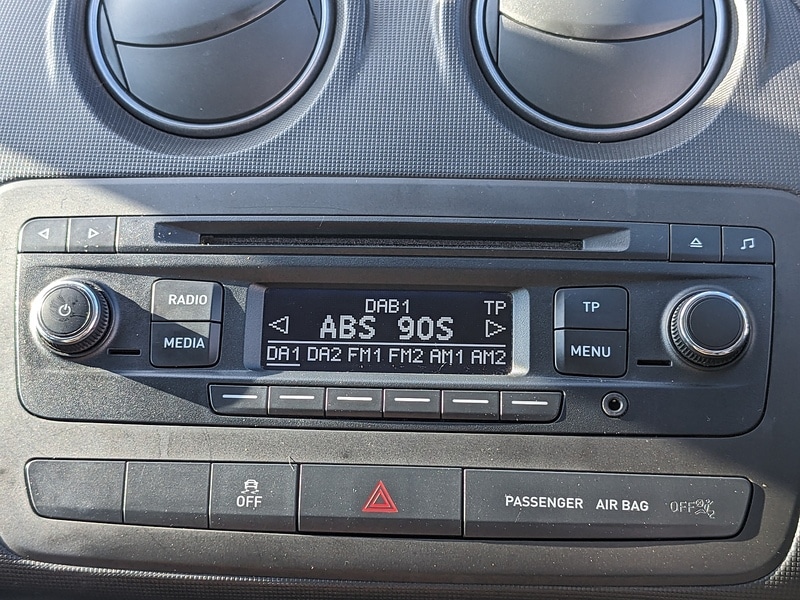 RADIO
MEDIA
DAB1 TP
ABS 90S
DA1 DA2 FM1 FM2 AM1 AM2
TP
MENU
OFF
PASSENGER AIR BAG OFF